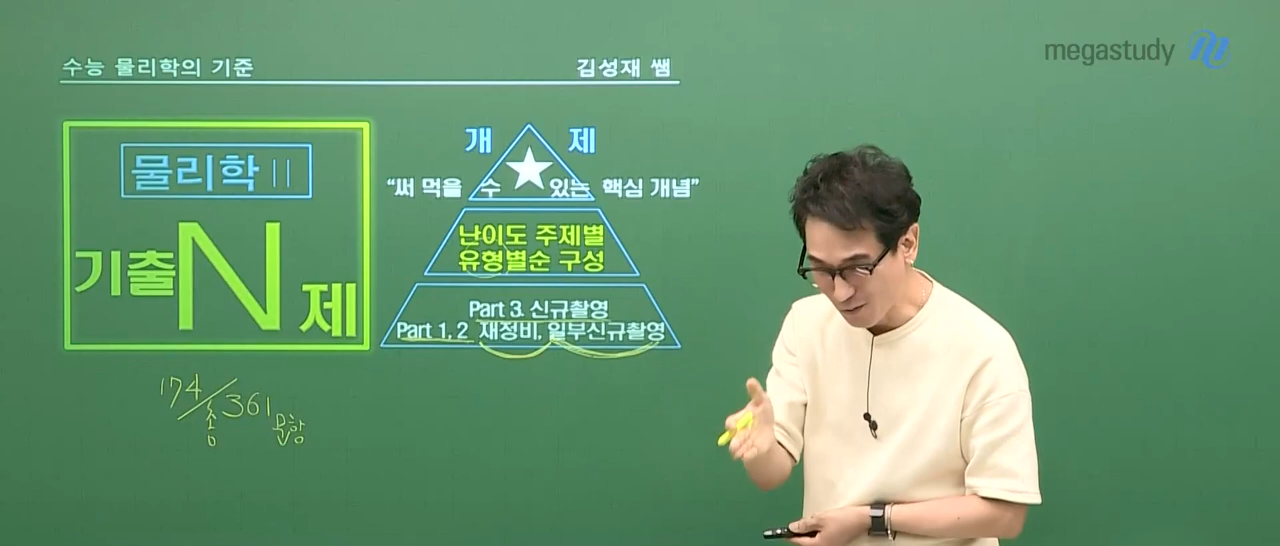 수능 물리학의 기준
김성재 쌤
megastudy
물리학 II
기출 N 제
개 제
“써 먹을 수 있는 핵심 개념”
난이도 주제별
유형별순 구성
Part 3. 신규촬영
Part 1, 2 재정비, 일부신규촬영
174/총361문항